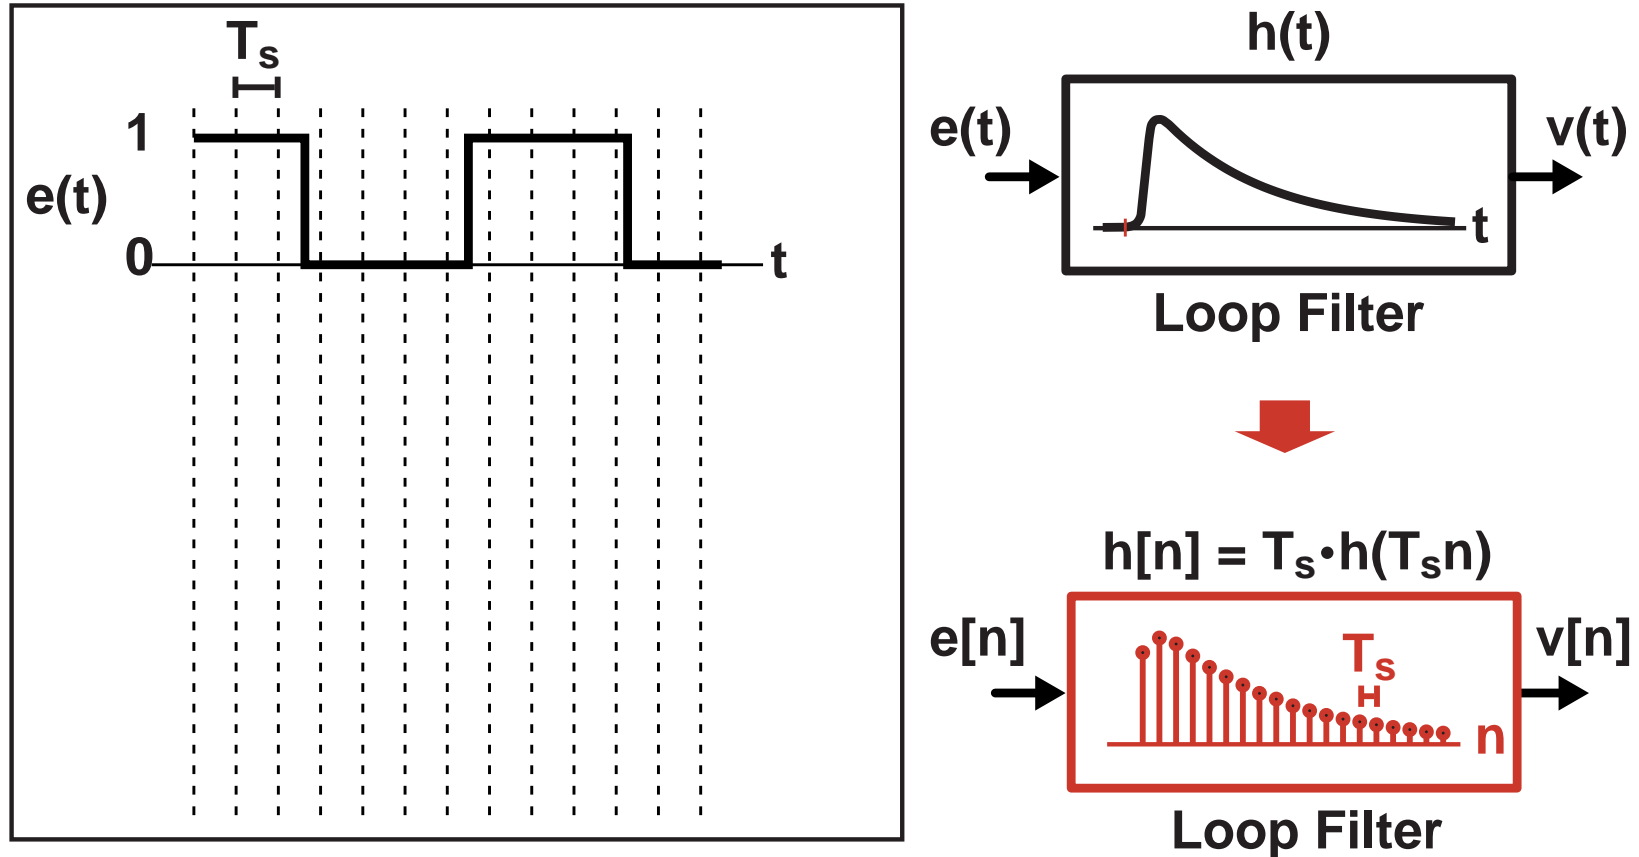 Ts
1
e(t)
0
t
h(t)
e(t)
v(t)
t
Loop Filter
h[n] = Ts·h(Tsn)
e[n]
v[n]
Ts
n
Loop Filter